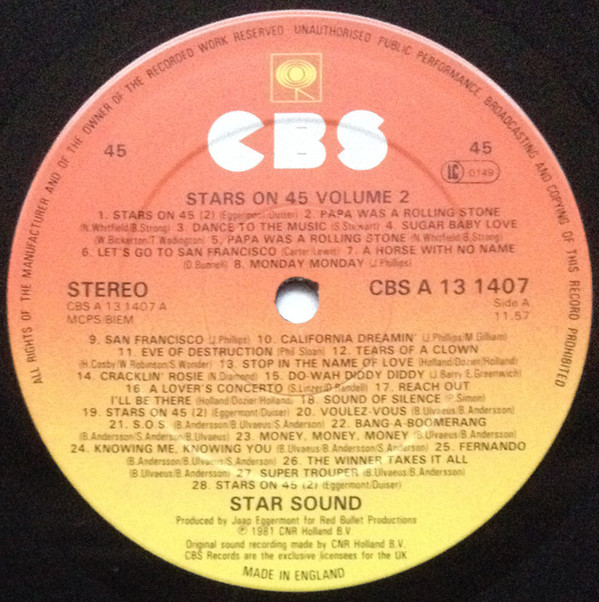 ALL RIGHTS OF THE MANUFACTURER AND OF THE OWNER OF THE RECORDED WORK RESERVED UNAUTHORISED PUBLIC PERFORMANCE BROADCASTING AND COPYING OF THIS RECORD PROHIBITED
CBS
45
45
LC 0149
STARS ON 45 VOLUME 2
1. STARS ON 45 (2) (Eggermont/Duiser) 2. PAPA WAS A ROLLING STONE
(N.Whitfield/B.Strong) 3. DANCE TO THE MUSIC (S.Stewart) 4. SUGAR BABY LOVE
(W.Bickerton/T.Wadington) 5. PAPA WAS A ROLLING STONE (N.Whitfield/B.Strong)
6. LET'S GO TO SAN FRANCISCO (Carter/Lewis) 7. A HORSE WITH NO NAME
(D.Bunnell) 8. MONDAY MONDAY (J.Phillips)
STEREO
CBS A 13 1407
CBS A 13 1407 A
Side A
MCPS/BIEM
11.57
9. SAN FRANCISCO (J.Phillips) 10. CALIFORNIA DREAMIN' (J.Phillips/M.Gilliam)
11. EVE OF DESTRUCTION (Phil Sloan) 12. TEARS OF A CLOWN
(H.Cosby/W.Robinson/S.Wonder) 13. STOP IN THE NAME OF LOVE (Holland/Dozier/Holland)
14. CRACKLIN' ROSIE (N.Diamond) 15. DO-WAH DIDDY DIDDY (J.Barry/E.Greenwich)
16. A LOVER'S CONCERTO (S.Linzer/D.Randell) 17. REACH OUT
I'LL BE THERE (Holland/Dozier/Holland) 18. SOUND OF SILENCE (P.Simon)
19. STARS ON 45 (2) (Eggermont/Duiser) 20. VOULEZ-VOUS (B.Ulvaeus/B.Andersson)
21. S.O.S (B.Andersson/B.Ulvaeus/S.Andersson) 22. BANG-A-BOOMERANG
(B.Andersson/S.Andersson/B.Ulvaeus) 23. MONEY, MONEY, MONEY (B.Andersson/B.Ulvaeus)
24. KNOWING ME, KNOWING YOU (B.Andersson/B.Ulvaeus/S.Andersson) 25. FERNANDO
(B.Andersson/B.Ulvaeus/S.Andersson) 26. THE WINNER TAKES IT ALL
(B.Ulvaeus/B.Andersson) 27. SUPER TROUPER (B.Ulvaeus/B.Andersson)
28. STARS ON 45 (2) (Eggermont/Duiser)
STAR SOUND
Produced by Jaap Eggermont for Red Bullet Productions
℗ 1981 CNR Holland B.V.
Original sound recording made by CNR Holland B.V.
CBS Records are the exclusive licensees for the UK
MADE IN ENGLAND